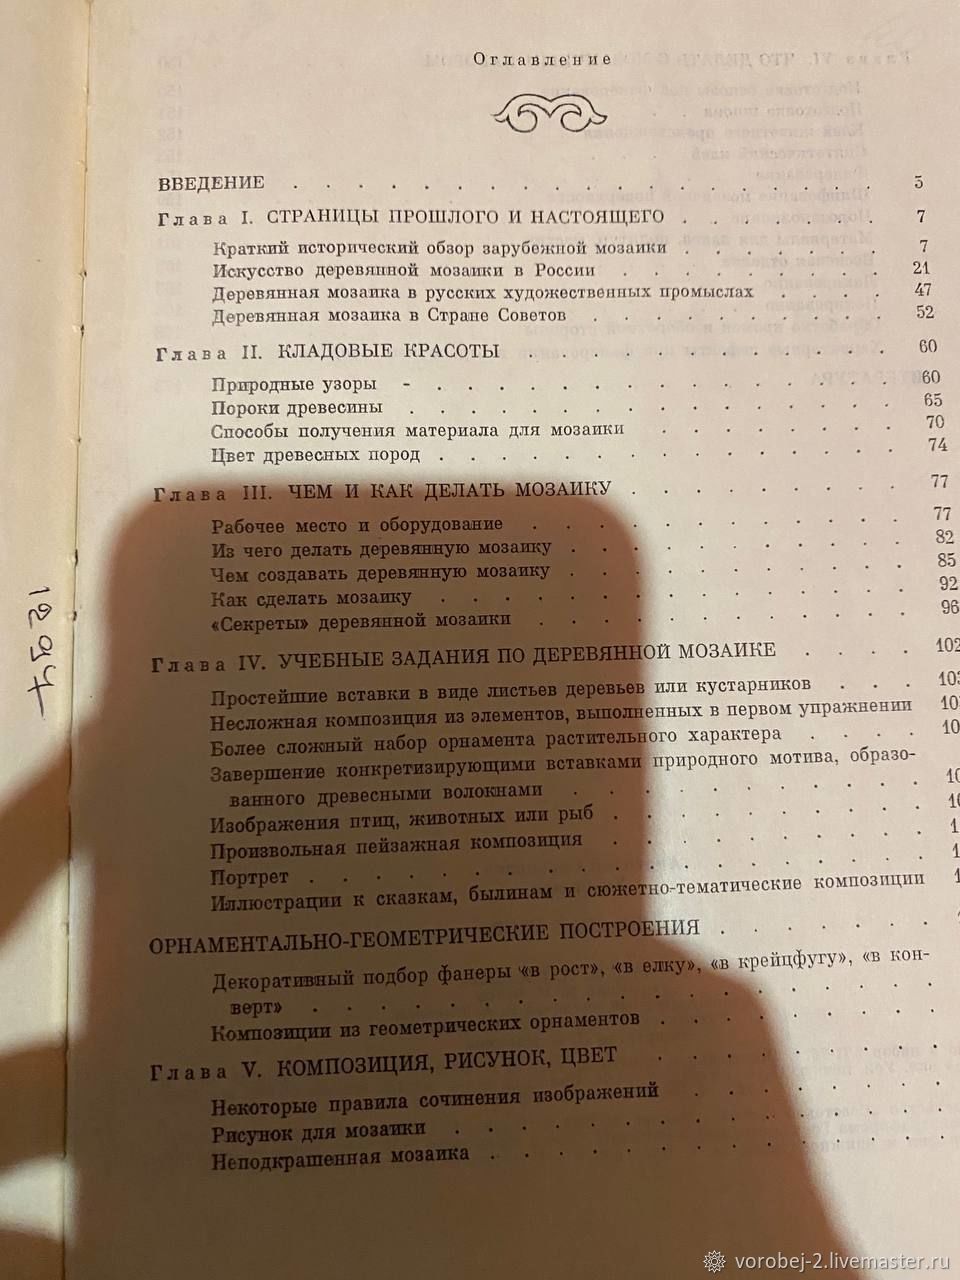 Оглавление
ВВЕДЕНИЕ . . . . . . . . . . . . . . . . . . 5
Глава I. СТРАНИЦЫ ПРОШЛОГО И НАСТОЯЩЕГО . . . . . . 7
Краткий исторический обзор зарубежной мозаики . . . . . . 7
Искусство деревянной мозаики в России . . . . . . . . 21
Деревянная мозаика в русских художественных промыслах . . . . 47
Деревянная мозаика в Стране Советов . . . . . . . . . 52
Глава II. КЛАДОВЫЕ КРАСОТЫ . . . . . . . . . . . 60
Природные узоры - . . . . . . . . . . . . . . 60
Пороки древесины . . . . . . . . . . . . . . 65
Способы получения материала для мозаики . . . . . . . 70
Цвет древесных пород . . . . . . . . . . . . . 74
Глава III. ЧЕМ И КАК ДЕЛАТЬ МОЗАИКУ . . . . . . . . 77
Рабочее место и оборудование . . . . . . . . . . 77
Из чего делать деревянную мозаику . . . . . . . . . 82
Чем создавать деревянную мозаику . . . . . . . . . 85
Как сделать мозаику . . . . . . . . . . . . . 92
«Секреты» деревянной мозаики . . . . . . . . . . 96
Глава IV. УЧЕБНЫЕ ЗАДАНИЯ ПО ДЕРЕВЯННОЙ МОЗАИКЕ . . . . 102
Простейшие вставки в виде листьев деревьев или кустарников . . .
Несложная композиция из элементов, выполненных в первом упражнении
Более сложный набор орнамента растительного характера . . . .
Завершение конкретизирующими вставками природного мотива, образо-
ванного древесными волокнами . . . . . . . . . .
Изображения птиц, животных или рыб . . . . . . . .
Произвольная пейзажная композиция . . . . . . . .
Портрет . . . . . . . . . . . . . . . . .
Иллюстрации к сказкам, былинам и сюжетно-тематические композиции
ОРНАМЕНТАЛЬНО-ГЕОМЕТРИЧЕСКИЕ ПОСТРОЕНИЯ . . . . . .
Декоративный подбор фанеры «в рост», «в елку», «в крейцфугу», «в кон-
верт» . . . . . . . . . . . . . . . . . .
Композиции из геометрических орнаментов . . . . . . .
Глава V. КОМПОЗИЦИЯ, РИСУНОК, ЦВЕТ . . . . . . . .
Некоторые правила сочинения изображений . . . . . . .
Рисунок для мозаики . . . . . . . . . . . . .
Неподкрашенная мозаика . . . . . . . . . . . .
vorobej-2.livemaster.ru